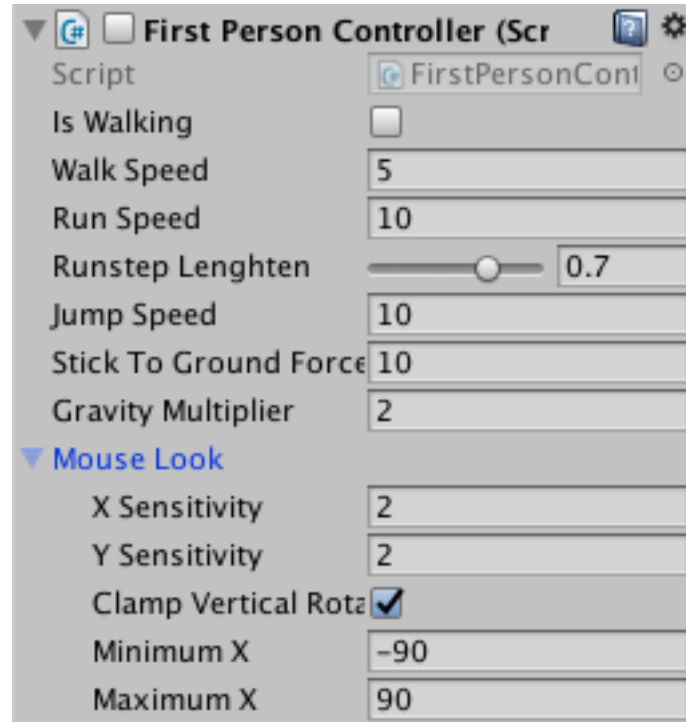 First Person Controller (Scr
Script FirstPersonCont
Is Walking
Walk Speed 5
Run Speed 10
Runstep Lenghten 0.7
Jump Speed 10
Stick To Ground Force 10
Gravity Multiplier 2
Mouse Look
X Sensitivity 2
Y Sensitivity 2
Clamp Vertical Rota
Minimum X -90
Maximum X 90